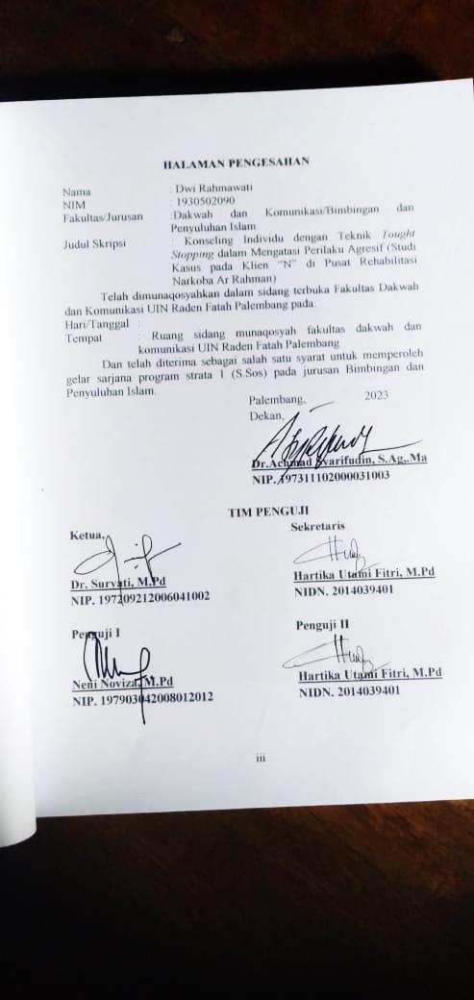 HALAMAN PENGESAHAN
Nama : Dwi Rahmawati
NIM : 1930502090
Fakultas/Jurusan :Dakwah dan Komunikasi/Bimbingan dan
Penyuluhan Islam
Judul Skripsi : Konseling Individu dengan Teknik Tought
Stopping dalam Mengatasi Perilaku Agresif (Studi
Kasus pada Klien "N" di Pusat Rehabilitasi
Narkoba Ar Rahman)
Telah dimunaqosyahkan dalam sidang terbuka Fakultas Dakwah
dan Komunikasi UIN Raden Fatah Palembang pada:
Hari/Tanggal :
Tempat : Ruang sidang munaqosyah fakultas dakwah dan
komunikasi UIN Raden Fatah Palembang
Dan telah diterima sebagai salah satu syarat untuk memperoleh
gelar sarjana program strata 1 (S.Sos) pada jurusan Bimbingan dan
Penyuluhan Islam.
Palembang, 2023
Dekan,
Dr.Achmad Syarifudin, S.Ag,.Ma
NIP. 197311102000031003
TIM PENGUJI
Ketua,
Sekretaris
Dr. Suryati, M.Pd
NIP. 197209212006041002
Hartika Utami Fitri, M.Pd
NIDN. 2014039401
Penguji I
Penguji II
Neni Noviza, M.Pd
NIP. 197903042008012012
Hartika Utami Fitri, M.Pd
NIDN. 2014039401
iii